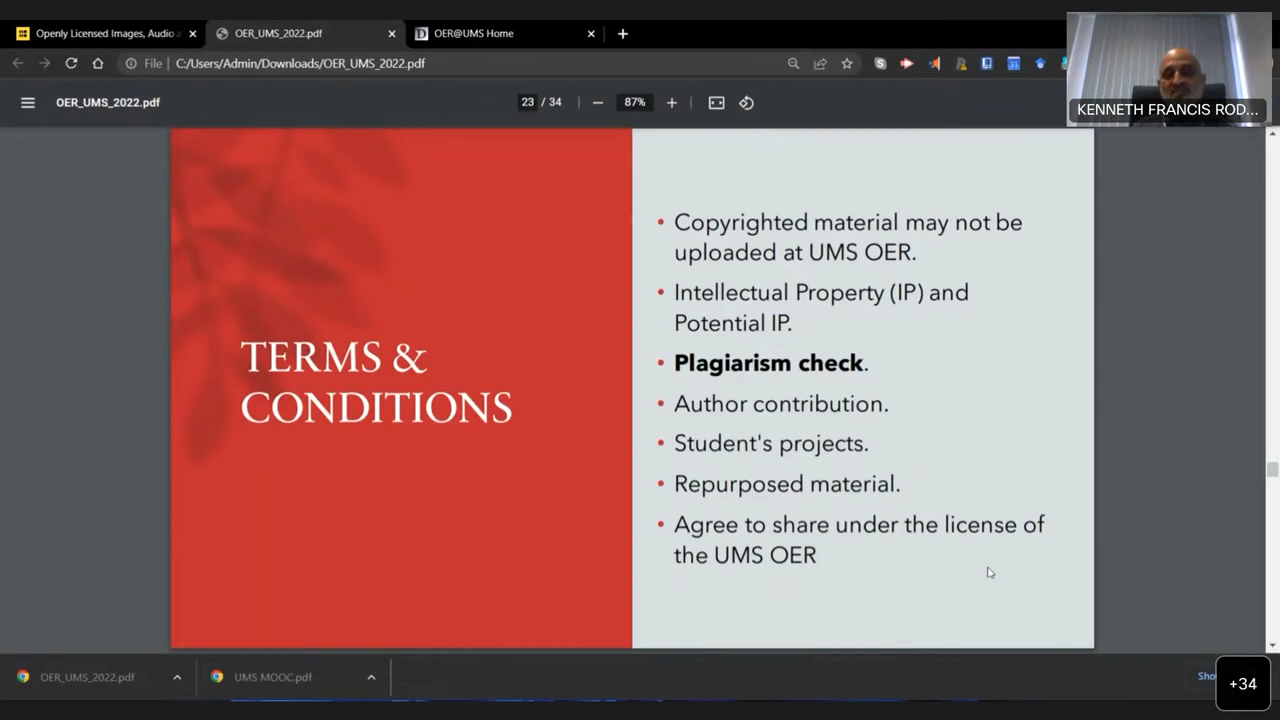 Openly Licensed Images, Audio a
OER_UMS_2022.pdf
OER@UMS Home
File
C:/Users/Admin/Downloads/OER_UMS_2022.pdf
OER_UMS_2022.pdf
23 / 34
87%
KENNETH FRANCIS ROD...
TERMS &
CONDITIONS
• Copyrighted material may not be
uploaded at UMS OER.
• Intellectual Property (IP) and
Potential IP.
• Plagiarism check.
• Author contribution.
• Student's projects.
• Repurposed material.
• Agree to share under the license of
the UMS OER
OER_UMS_2022.pdf
UMS MOOC.pdf
Sho
+34